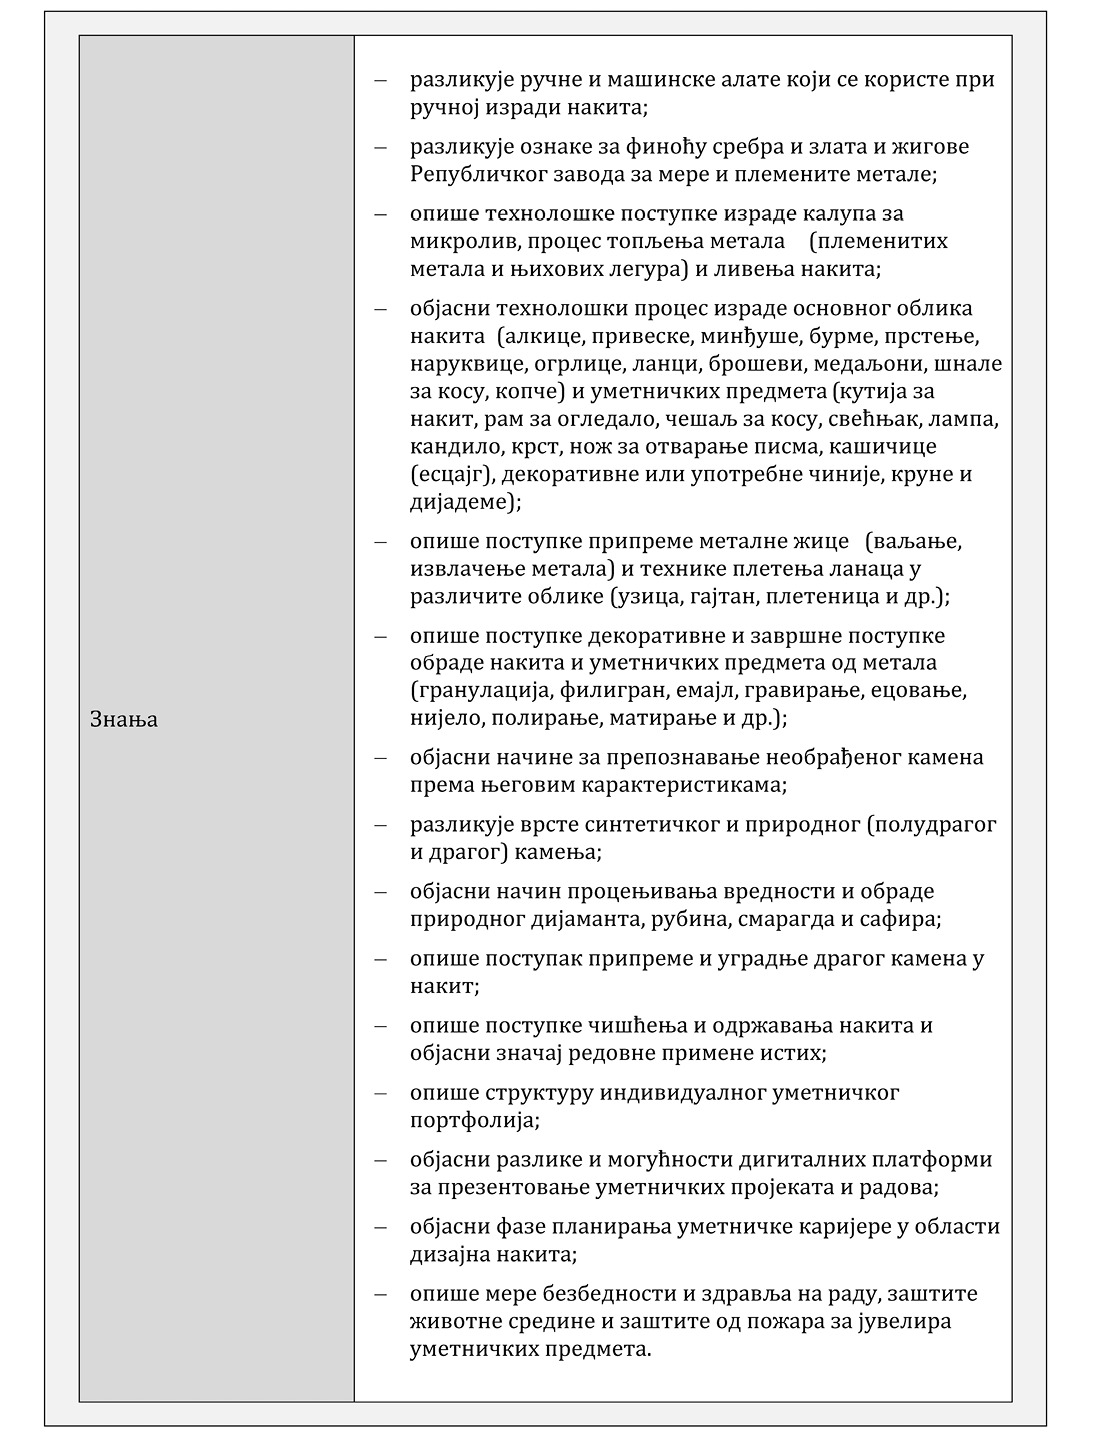 Знања
– разликује ручне и машинске алате који се користе при
ручној изради накита;
– разликује ознаке за финоћу сребра и злата и жигове
Републичког завода за мере и племените метале;
– опише технолошке поступке израде калупа за
микролив, процес топљења метала (племенитих
метала и њихових легура) и ливења накита;
– објасни технолошки процес израде основног облика
накита (алкице, привеске, минђуше, бурме, прстење,
наруквице, огрлице, ланци, брошеви, медаљони, шнале
за косу, копче) и уметничких предмета (кутија за
накит, рам за огледало, чешаљ за косу, свећњак, лампа,
кандило, крст, нож за отварање писма, кашичице
(есцајг), декоративне или употребне чиније, круне и
дијадеме);
– опише поступке припреме металне жице (ваљање,
извлачење метала) и технике плетења ланаца у
различите облике (узица, гајтан, плетеница и др.);
– опише поступке декоративне и завршне поступке
обраде накита и уметничких предмета од метала
(гранулација, филигран, емајл, гравирање, ецовање,
нијело, полирање, матирање и др.);
– објасни начине за препознавање необрађеног камена
према његовим карактеристикама;
– разликује врсте синтетичког и природног (полудрагог
и драгог) камења;
– објасни начин процењивања вредности и обраде
природног дијаманта, рубина, смарагда и сафира;
– опише поступак припреме и уградње драгог камена у
накит;
– опише поступке чишћења и одржавања накита и
објасни значај редовне примене истих;
– опише структуру индивидуалног уметничког
портфолија;
– објасни разлике и могућности дигиталних платформи
за презентовање уметничких пројеката и радова;
– објасни фазе планирања уметничке каријере у области
дизајна накита;
– опише мере безбедности и здравља на раду, заштите
животне средине и заштите од пожара за јувелира
уметничких предмета.